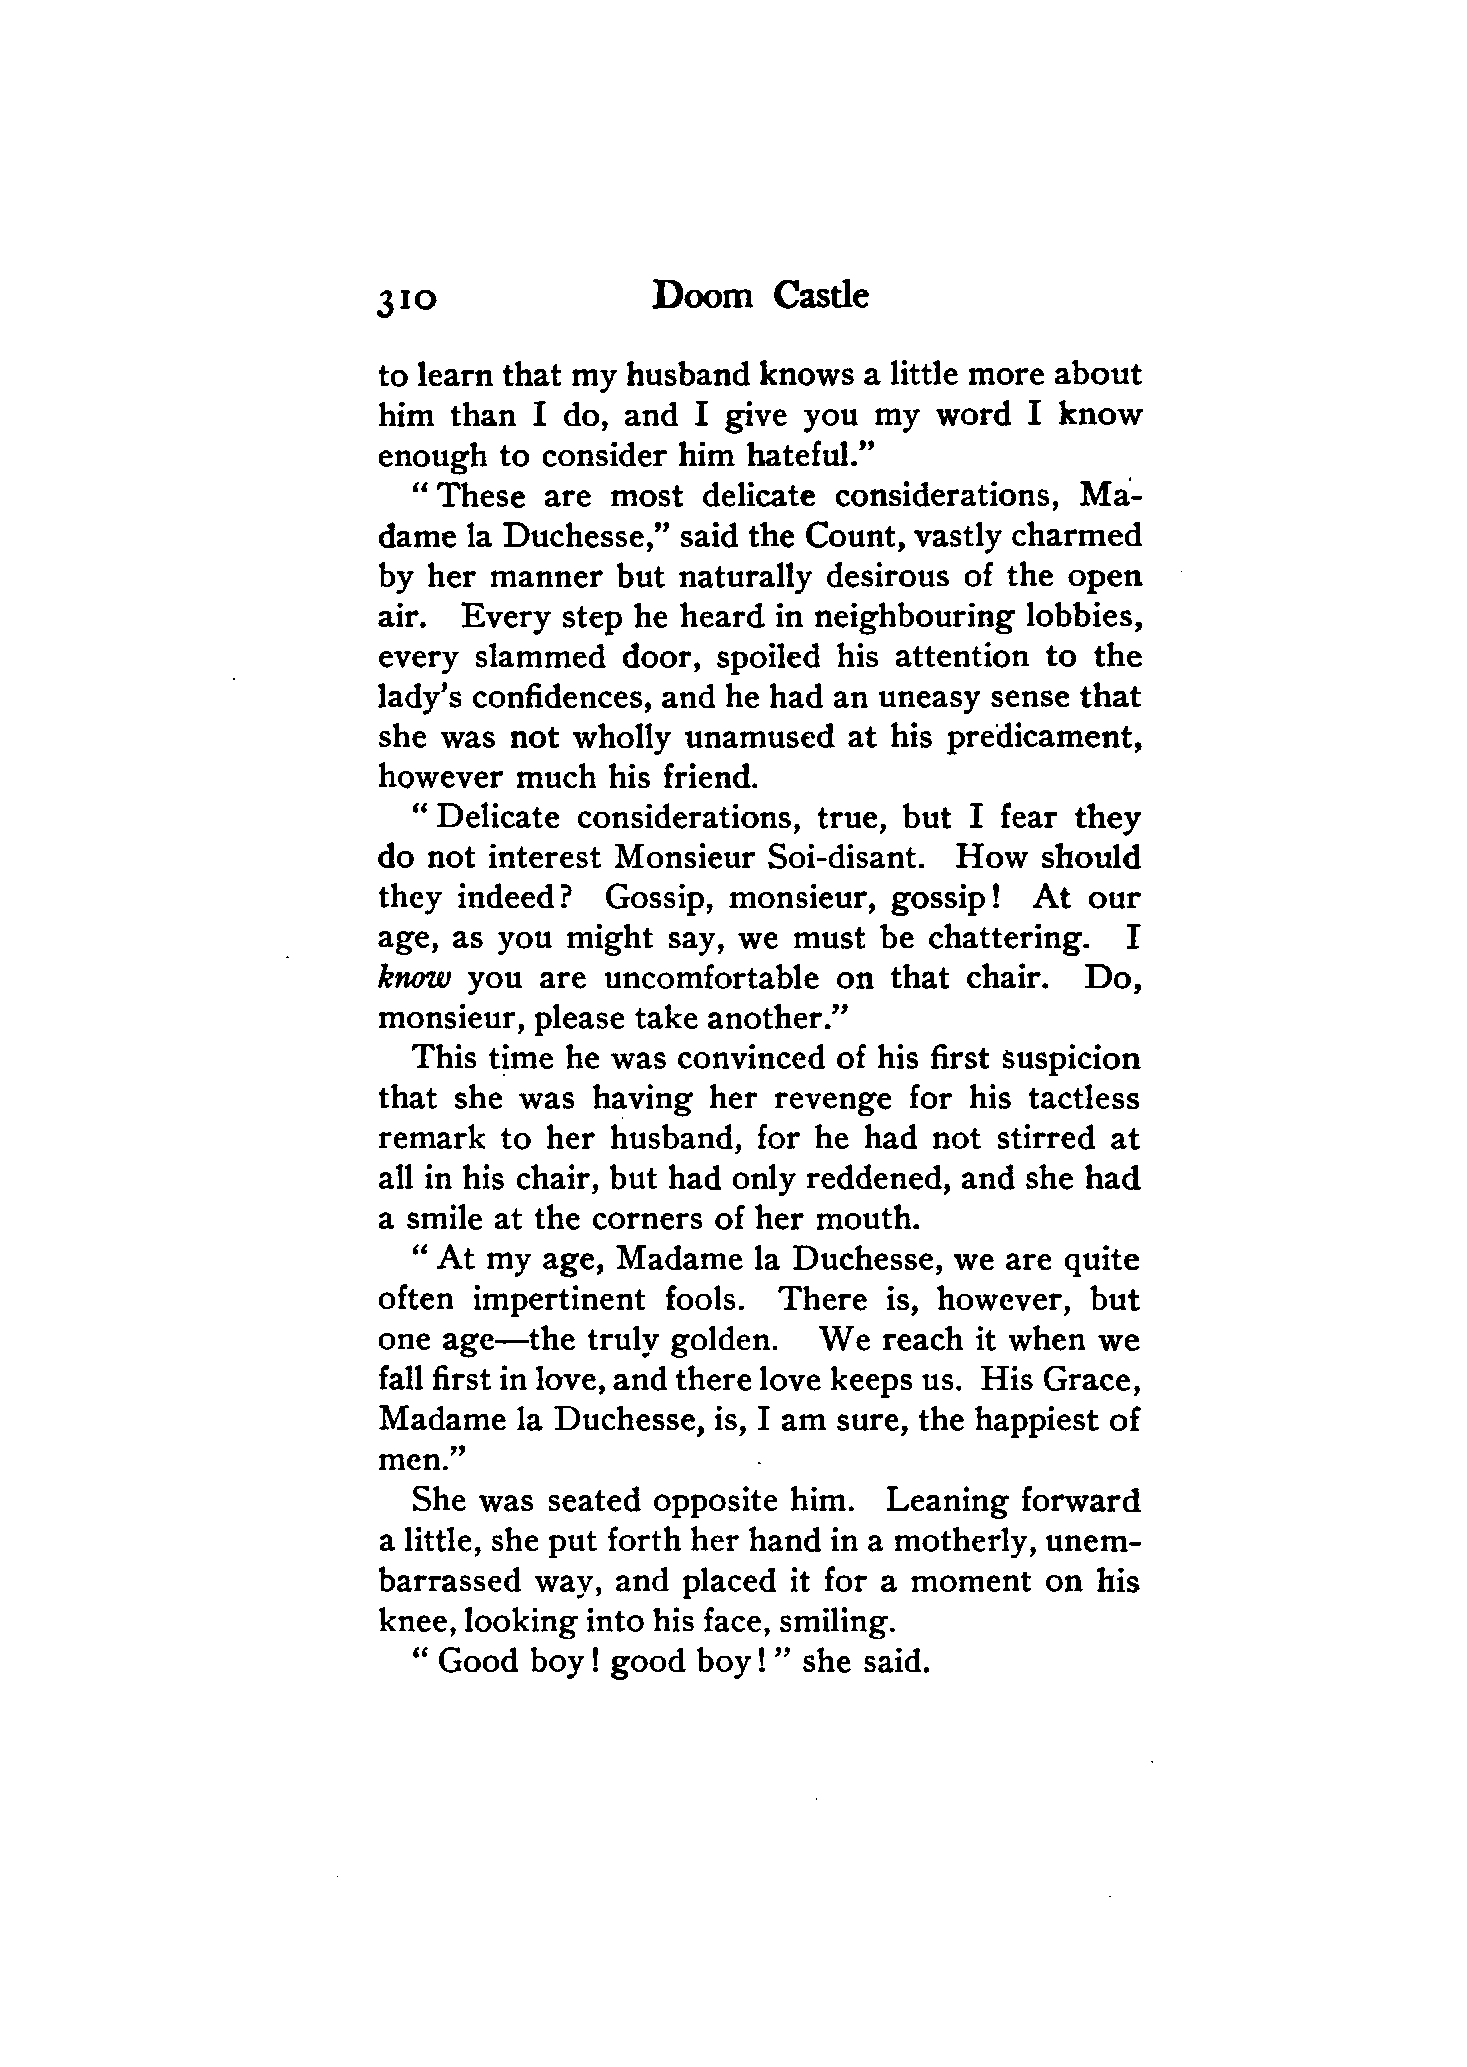 310 Doom Castle
to learn that my husband knows a little more about
him than I do, and I give you my word I know
enough to consider him hateful."
"These are most delicate considerations, Ma-
dame la Duchesse," said the Count, vastly charmed
by her manner but naturally desirous of the open
air. Every step he heard in neighbouring lobbies,
every slammed door, spoiled his attention to the
lady's confidences, and he had an uneasy sense that
she was not wholly unamused at his predicament,
however much his friend.
"Delicate considerations, true, but I fear they
do not interest Monsieur Soi-disant. How should
they indeed? Gossip, monsieur, gossip! At our
age, as you might say, we must be chattering. I
know you are uncomfortable on that chair. Do,
monsieur, please take another."
This time he was convinced of his first suspicion
that she was having her revenge for his tactless
remark to her husband, for he had not stirred at
all in his chair, but had only reddened, and she had
a smile at the corners of her mouth.
"At my age, Madame la Duchesse, we are quite
often impertinent fools. There is, however, but
one age—the truly golden. We reach it when we
fall first in love, and there love keeps us. His Grace,
Madame la Duchesse, is, I am sure, the happiest of
men."
She was seated opposite him. Leaning forward
a little, she put forth her hand in a motherly, unem-
barrassed way, and placed it for a moment on his
knee, looking into his face, smiling.
"Good boy! good boy!" she said.